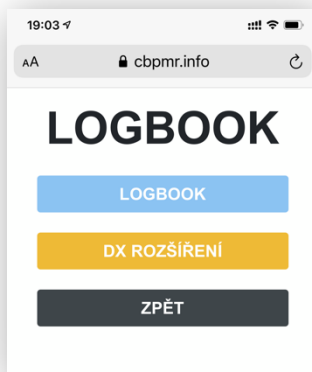 19:03
AA
cbpmr.info
LOGBOOK
LOGBOOK
DX ROZŠÍŘENÍ
ZPĚT